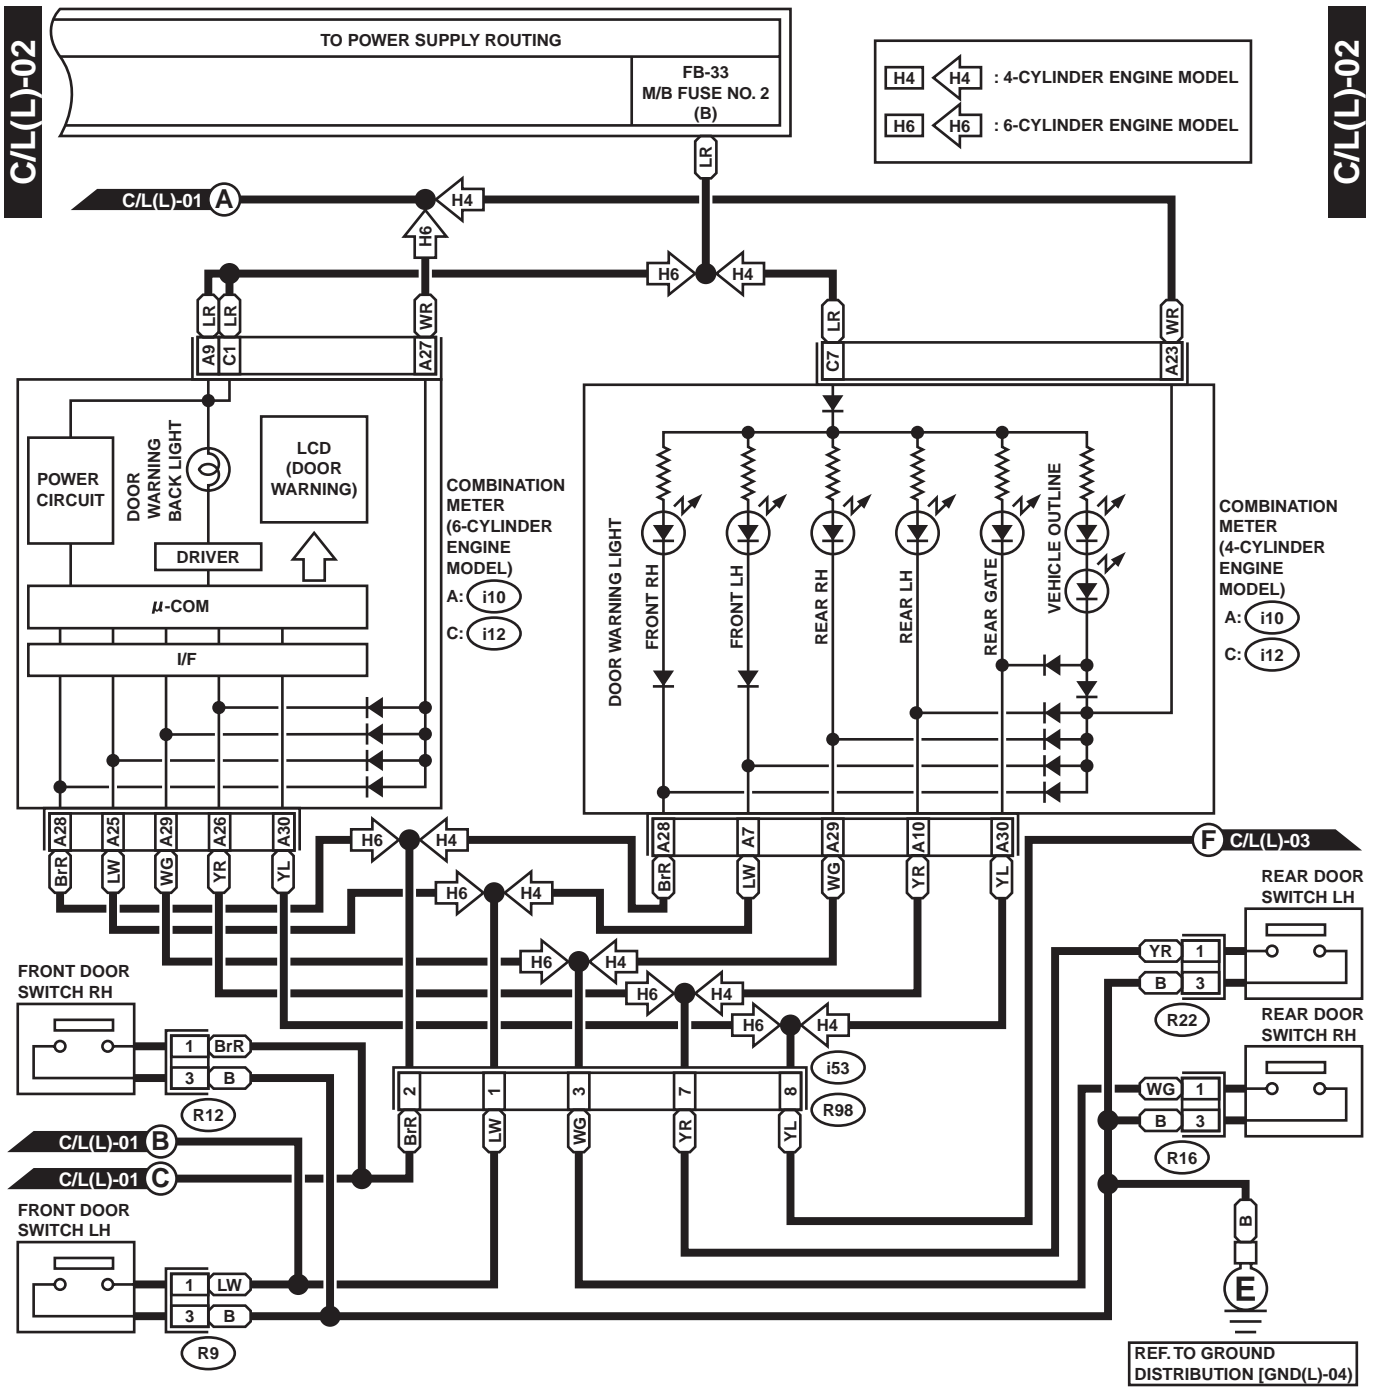 C/L(L)-02
C/L(L)-02
TO POWER SUPPLY ROUTING
FB-33
M/B FUSE NO. 2
(B)
H4 H4 : 4-CYLINDER ENGINE MODEL
H6 H6 : 6-CYLINDER ENGINE MODEL
LR
C/L(L)-01 A
H4
H6
H6
H4
LR
LR
WR
LR
WR
A9
C1
A27
C7
A23
POWER
CIRCUIT
DOOR
WARNING
BACK LIGHT
LCD
(DOOR
WARNING)
DRIVER
μ-COM
I/F
COMBINATION
METER
(6-CYLINDER
ENGINE
MODEL)
A: i10
C: i12
DOOR WARNING LIGHT
FRONT RH
FRONT LH
REAR RH
REAR LH
REAR GATE
VEHICLE OUTLINE
COMBINATION
METER
(4-CYLINDER
ENGINE
MODEL)
A: i10
C: i12
A28
A25
A29
A26
A30
BrR
LW
WG
YR
YL
H6
H4
H6
H4
H6
H4
H6
H4
H6
H4
A28
A7
A29
A10
A30
BrR
LW
WG
YR
YL
F C/L(L)-03
REAR DOOR
SWITCH LH
YR 1
B 3
R22
REAR DOOR
SWITCH RH
WG 1
B 3
R16
FRONT DOOR
SWITCH RH
1 BrR
3 B
R12
i53
R98
2
1
3
7
8
BrR
LW
WG
YR
YL
C/L(L)-01 B
C/L(L)-01 C
FRONT DOOR
SWITCH LH
1 LW
3 B
R9
B
E
REF. TO GROUND
DISTRIBUTION [GND(L)-04)